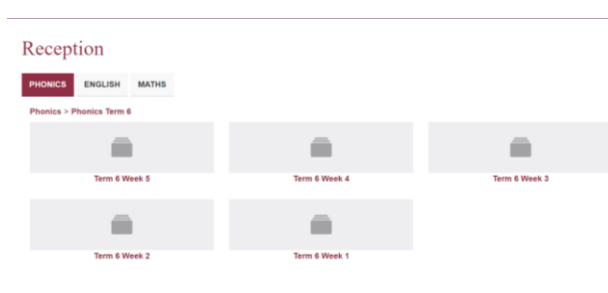 Reception
PHONICS ENGLISH MATHS
Phonics > Phonics Term 6
Term 6 Week 5 Term 6 Week 4 Term 6 Week 3
Term 6 Week 2 Term 6 Week 1